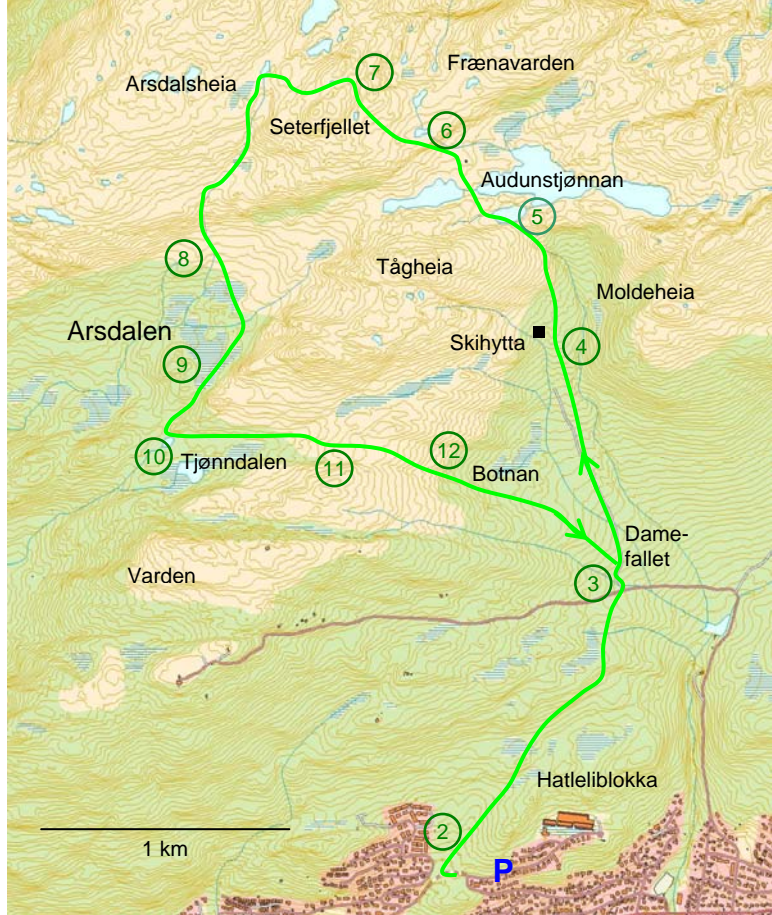 7
Frænavarden
Arsdalsheia
Seterfjellet
6
Audunstjønnan
5
8
Tågheia
Moldeheia
Arsdalen
Skihytta
4
9
12
10
Tjønndalen
11
Botnan
Dame-
fallet
Varden
3
Hatleliblokka
2
1 km
P